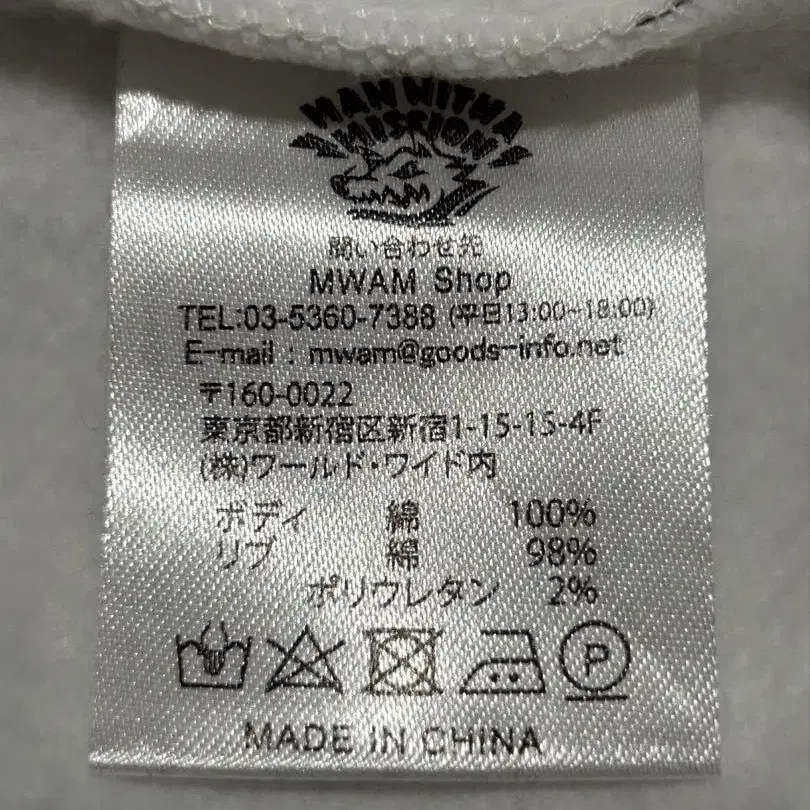 MAN WITH A
MISSION
問い合わせ先
MWAM Shop
TEL:03-5360-7388 (平日13:00~18:00)
E-mail : mwam@goods-info.net
〒160-0022
東京都新宿区新宿1-15-15-4F
(株)ワールド・ワイド内
ボディ 綿 100%
リブ 綿 98%
ポリウレタン 2%
P
MADE IN CHINA